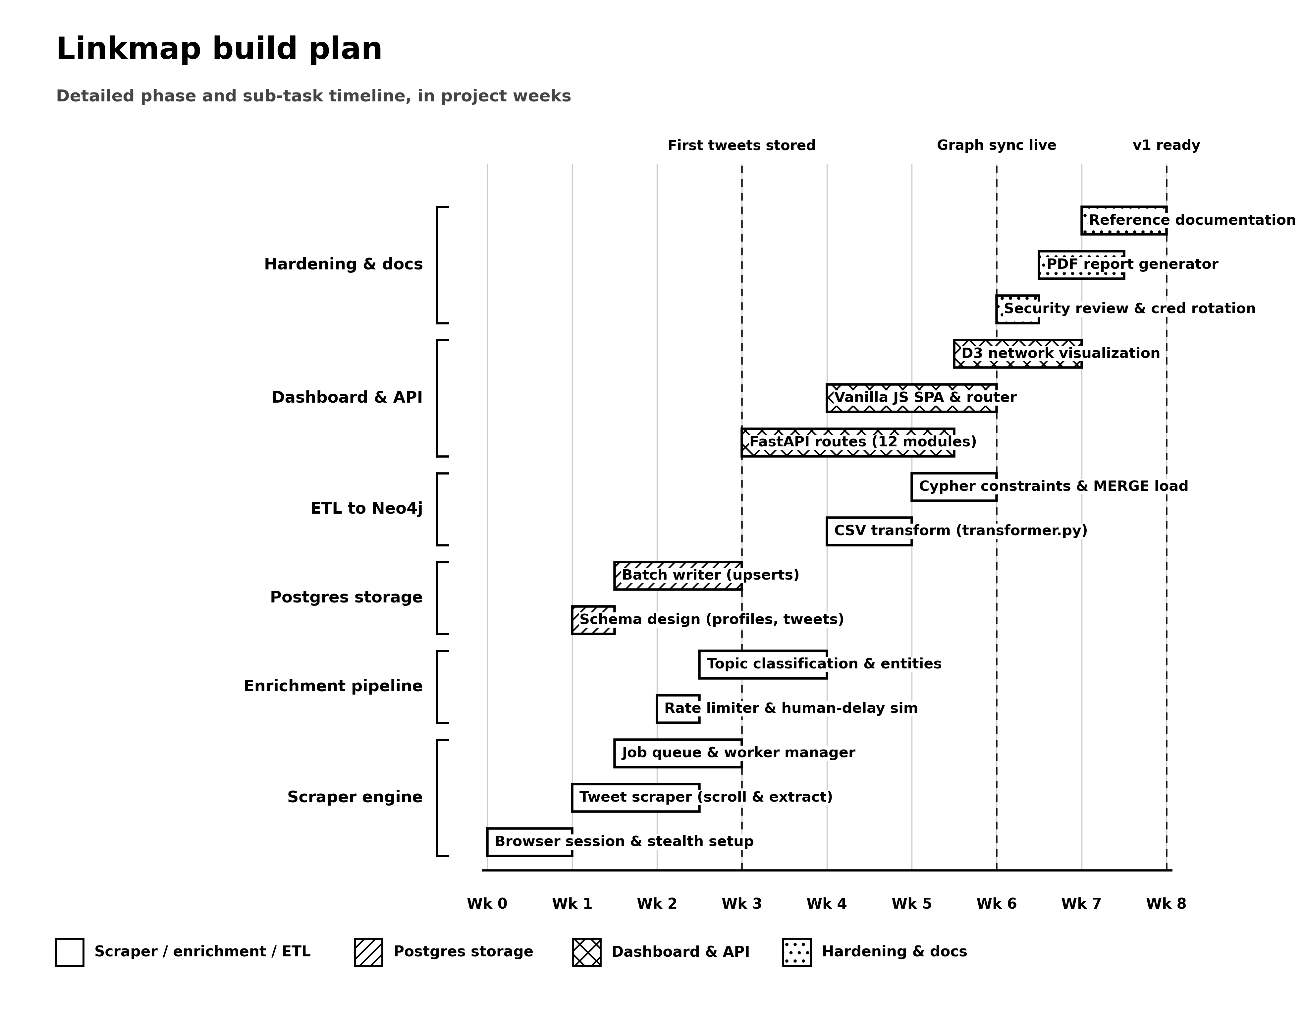 Linkmap build plan
Detailed phase and sub-task timeline, in project weeks
First tweets stored
Graph sync live
v1 ready
Hardening & docs
Reference documentation
PDF report generator
Security review & cred rotation
Dashboard & API
D3 network visualization
Vanilla JS SPA & router
FastAPI routes (12 modules)
ETL to Neo4j
Cypher constraints & MERGE load
CSV transform (transformer.py)
Postgres storage
Batch writer (upserts)
Schema design (profiles, tweets)
Enrichment pipeline
Topic classification & entities
Rate limiter & human-delay sim
Scraper engine
Job queue & worker manager
Tweet scraper (scroll & extract)
Browser session & stealth setup
Wk 0
Wk 1
Wk 2
Wk 3
Wk 4
Wk 5
Wk 6
Wk 7
Wk 8
Scraper / enrichment / ETL
Postgres storage
Dashboard & API
Hardening & docs